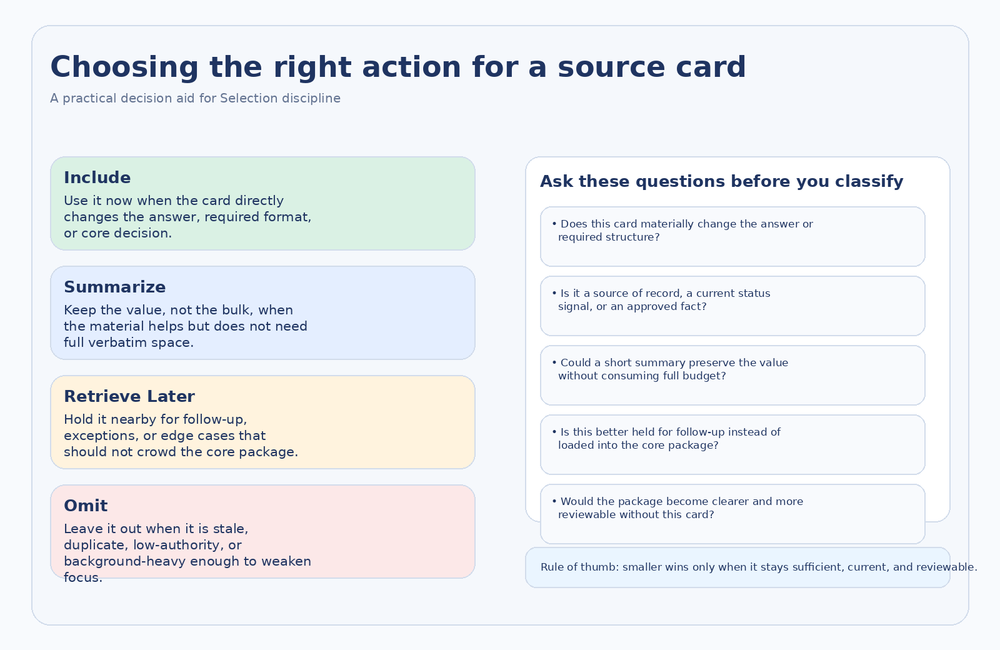 Choosing the right action for a source card
A practical decision aid for Selection discipline
Include
Use it now when the card directly
changes the answer, required format,
or core decision.
Summarize
Keep the value, not the bulk, when
the material helps but does not need
full verbatim space.
Retrieve Later
Hold it nearby for follow-up,
exceptions, or edge cases that
should not crowd the core package.
Omit
Leave it out when it is stale,
duplicate, low-authority, or
background-heavy enough to weaken
focus.
Ask these questions before you classify
• Does this card materially change the answer or
required structure?
• Is it a source of record, a current status
signal, or an approved fact?
• Could a short summary preserve the value
without consuming full budget?
• Is this better held for follow-up instead of
loaded into the core package?
• Would the package become clearer and more
reviewable without this card?
Rule of thumb: smaller wins only when it stays sufficient, current, and reviewable.